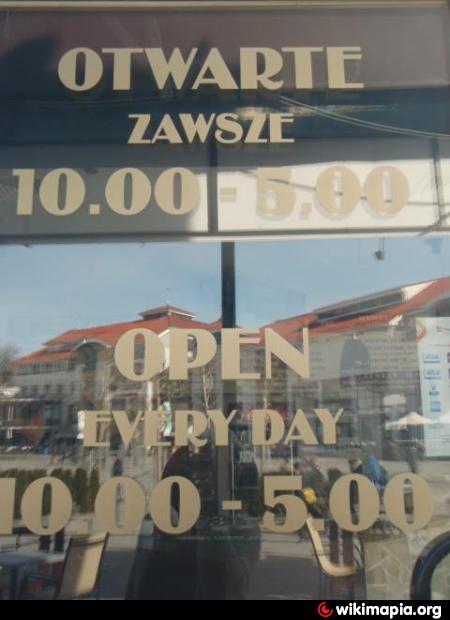 OTWARTE
ZAWSZE
10.00 - 5.00
OPEN
EVERY DAY
10 00 - 5 00
wikimapia.org